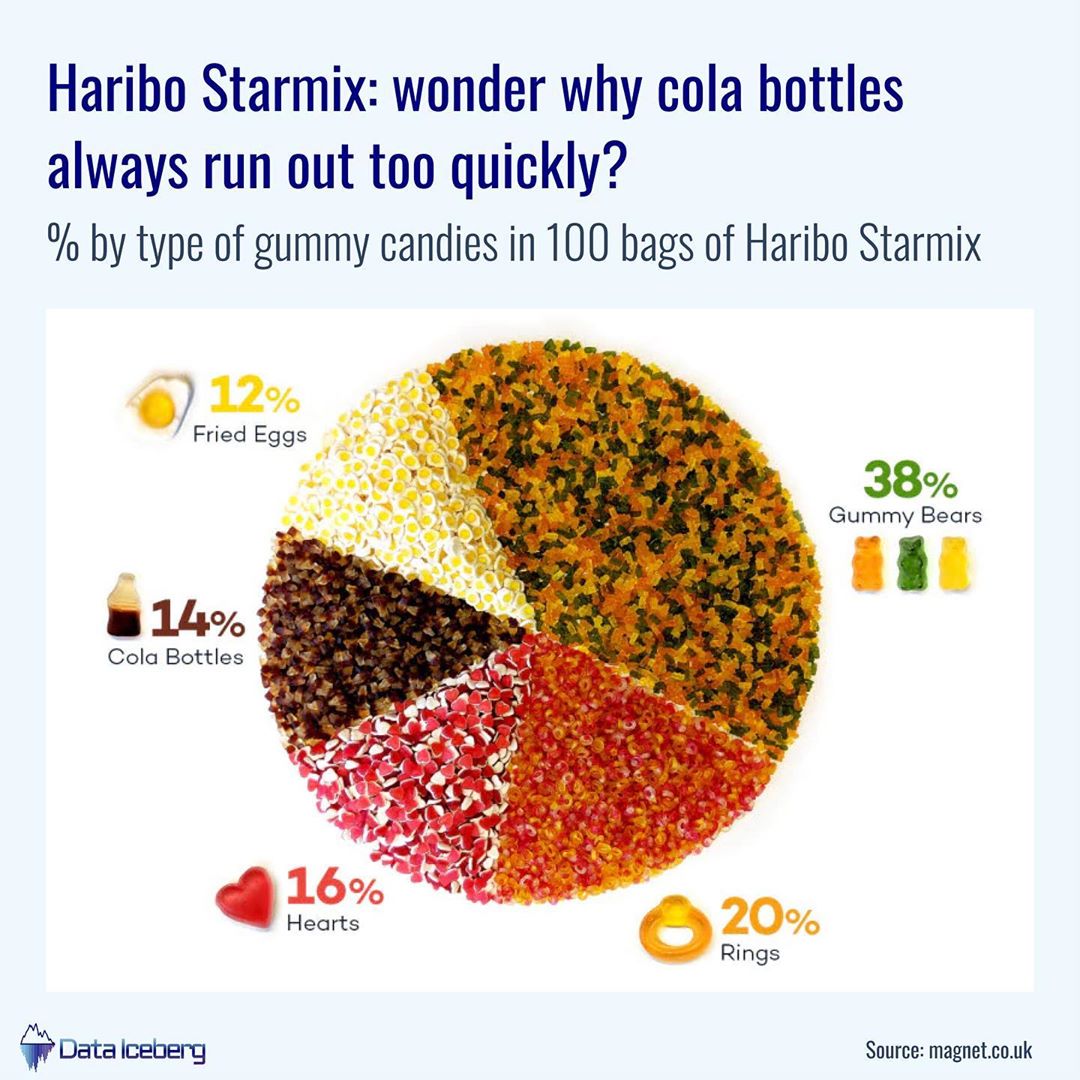 Haribo Starmix: wonder why cola bottles
always run out too quickly?
% by type of gummy candies in 100 bags of Haribo Starmix
12%
Fried Eggs
38%
Gummy Bears
14%
Cola Bottles
16%
Hearts
20%
Rings
Data Iceberg
Source: magnet.co.uk